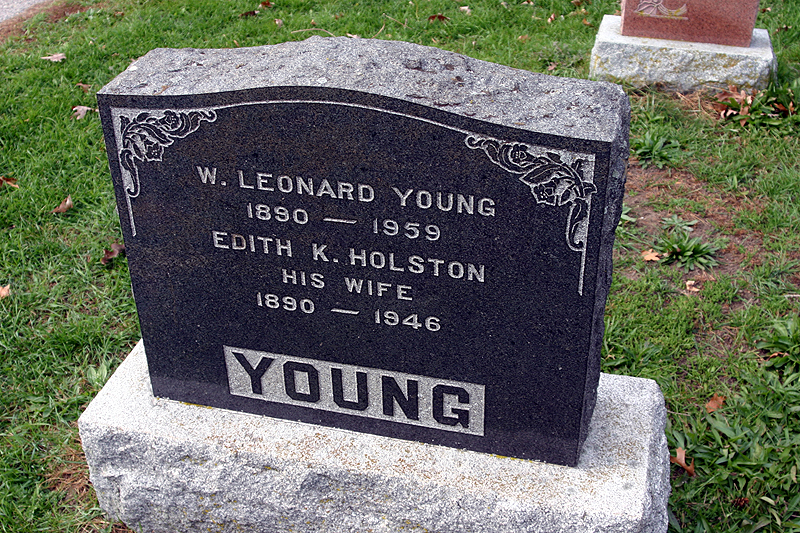 W. LEONARD YOUNG
1890 — 1959
EDITH K. HOLSTON
HIS WIFE
1890 — 1946
YOUNG